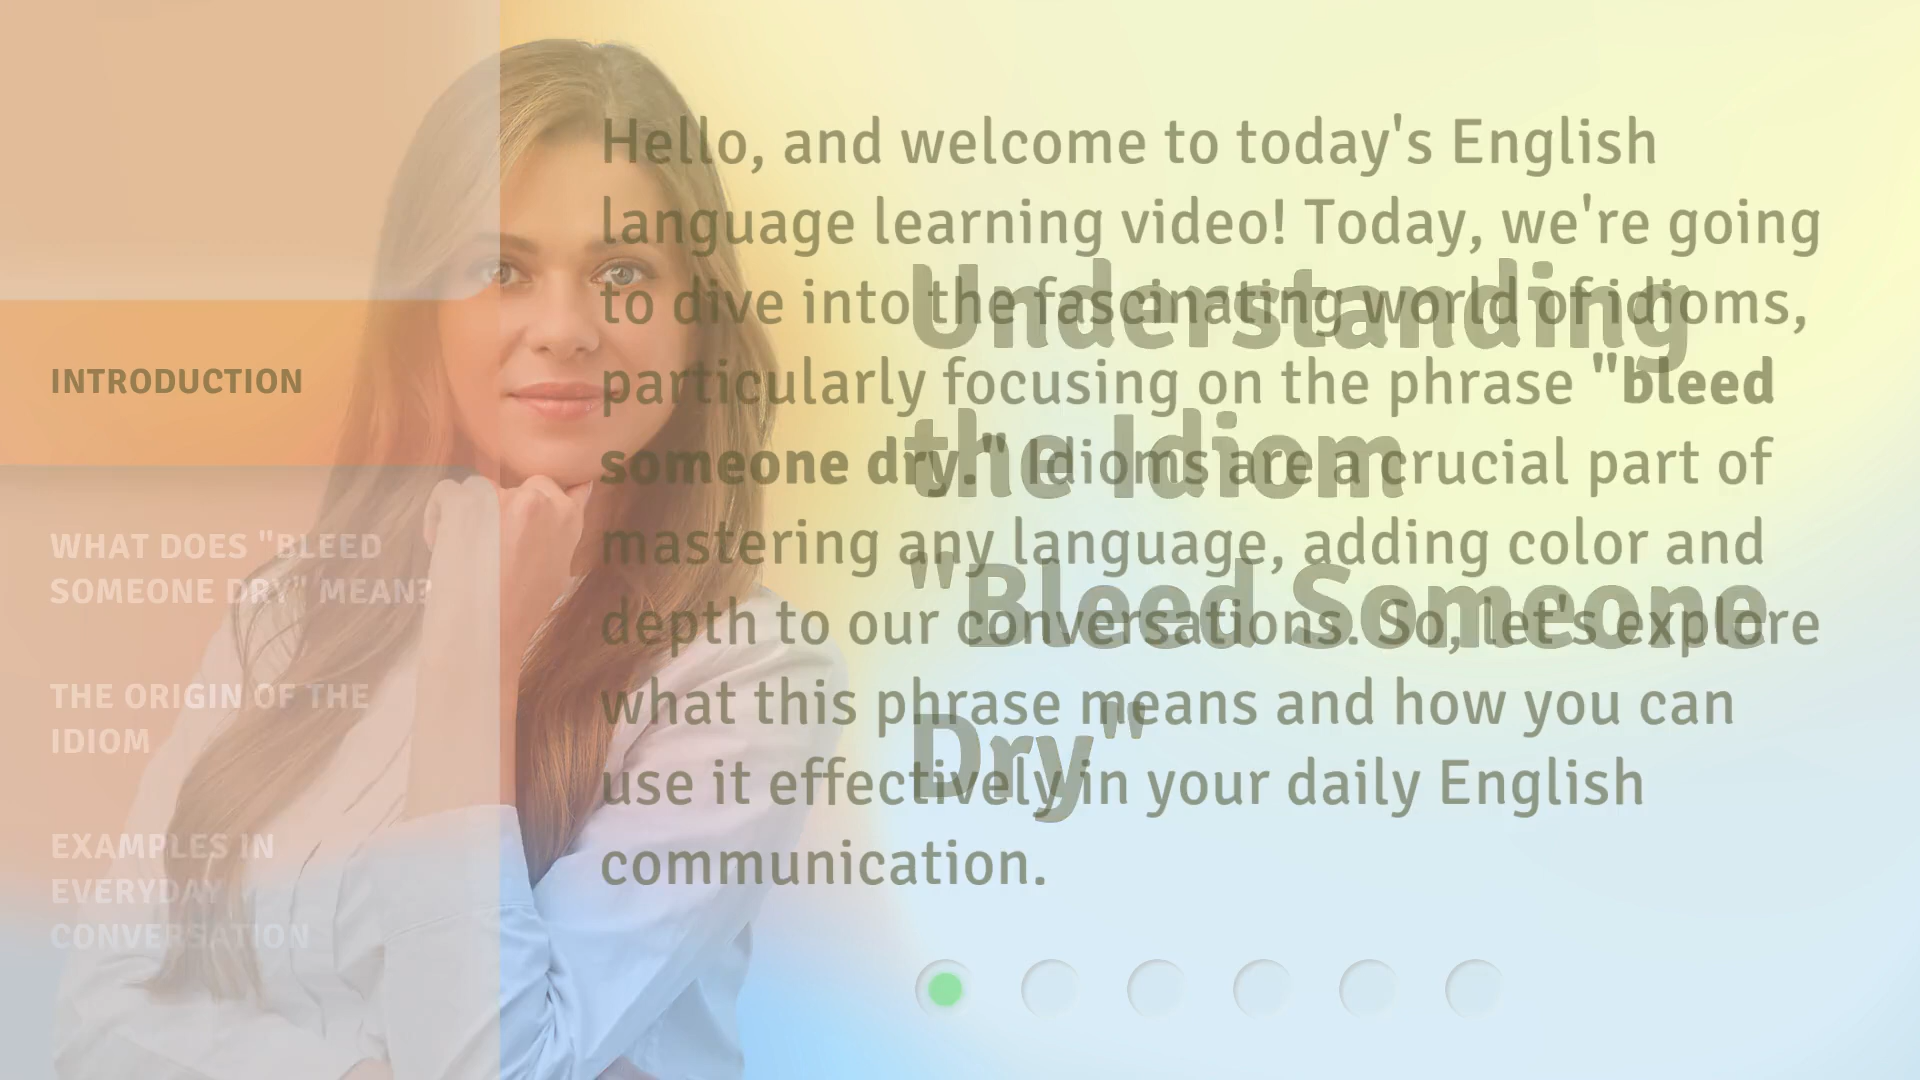 INTRODUCTION
WHAT DOES "BLEED
SOMEONE DRY" MEAN?
THE ORIGIN OF THE
IDIOM
EXAMPLES IN
EVERYDAY
CONVERSATION
Hello, and welcome to today's English
language learning video! Today, we're going
to dive into the fascinating world of idioms,
particularly focusing on the phrase "bleed
someone dry." Idioms are a crucial part of
mastering any language, adding color and
depth to our conversations. So, let's explore
what this phrase means and how you can
use it effectively in your daily English
communication.
Understanding
the Idiom
"Bleed Someone
Dry"